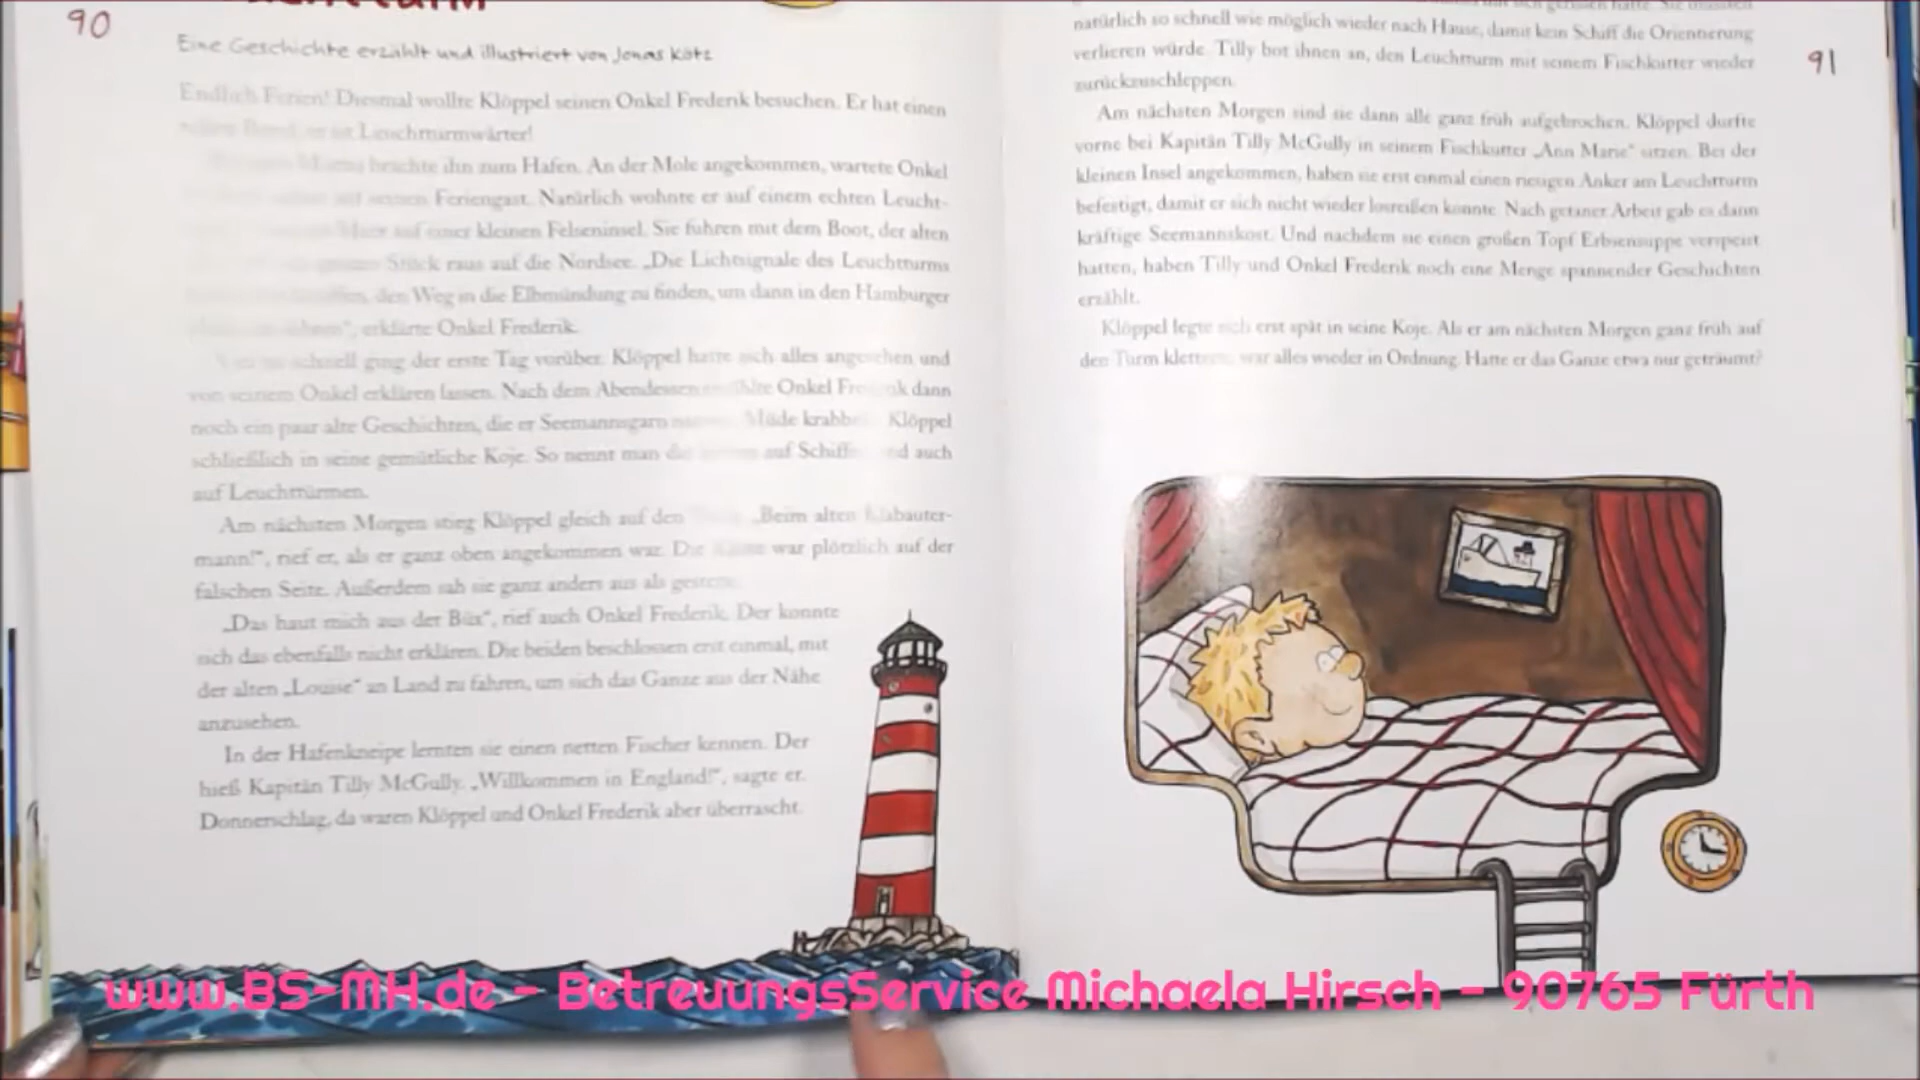 90
Eine Geschichte erzählt und illustriert von Jonas Kötz
Endlich Ferien! Diesmal wollte Klöppel seinen Onkel Frederik besuchen. Er hat einen
Leuchtturmwärter!
brachte ihn zum Hafen. An der Mole angekommen, wartete Onkel
Feriengast. Natürlich wohnte er auf einem echten Leucht-
auf einer kleinen Felseninsel. Sie fuhren mit dem Boot, der alten
Stück raus auf die Nordsee. „Die Lichtsignale des Leuchtturms
den Weg in die Elbmündung zu finden, um dann in den Hamburger
erklärte Onkel Frederik.
schnell ging der erste Tag vorüber. Klöppel hatte sich alles angesehen und
von seinem Onkel erklären lassen. Nach dem Abendessen Onkel dann
noch ein paar alte Geschichten, die er Seemannsgarn Müde Klöppel
schließlich in seine gemütliche Koje. So nennt man auf auch
auf Leuchttürmen.
Am nächsten Morgen stieg Klöppel gleich auf den „Beim alten Klabauter-
mann!“, rief er, als er ganz oben angekommen war. Die war plötzlich auf der
falschen Seite. Außerdem sah sie ganz anders aus als
„Das haut mich aus der Büx“, rief auch Onkel Frederik. Der konnte
sich das ebenfalls nicht erklären. Die beiden beschlossen erst einmal, mit
der alten „Louise“ an Land zu fahren, um sich das Ganze aus der Nähe
anzusehen.
In der Hafenkneipe lernten sie einen netten Fischer kennen. Der
hieß Kapitän Tilly McGully. „Willkommen in England!“, sagte er.
Donnerschlag, da waren Klöppel und Onkel Frederik aber überrascht.
natürlich so schnell wie möglich wieder nach Hause, damit kein Schiff die Orientierung
verlieren würde. Tilly bot ihnen an, den Leuchtturm mit seinem Fischkutter wieder
zurückzuschleppen.
91
Am nächsten Morgen sind sie dann alle ganz früh aufgebrochen. Klöppel durfte
vorne bei Kapitän Tilly McGully in seinem Fischkutter „Ann Marie“ sitzen. Bei der
kleinen Insel angekommen, haben sie erst einmal einen riesigen Anker am Leuchtturm
befestigt, damit er sich nicht wieder losreißen konnte. Nach getaner Arbeit gab es dann
kräftige Seemannskost. Und nachdem sie einen großen Topf Erbsensuppe verspeist
hatten, haben Tilly und Onkel Frederik noch eine Menge spannender Geschichten
erzählt.
Klöppel legte sich erst spät in seine Koje. Als er am nächsten Morgen ganz früh auf
den Turm war alles wieder in Ordnung. Hatte er das Ganze etwa nur geträumt?
www.BS-MH.de - BetreuungsService Michaela Hirsch - 90765 Fürth